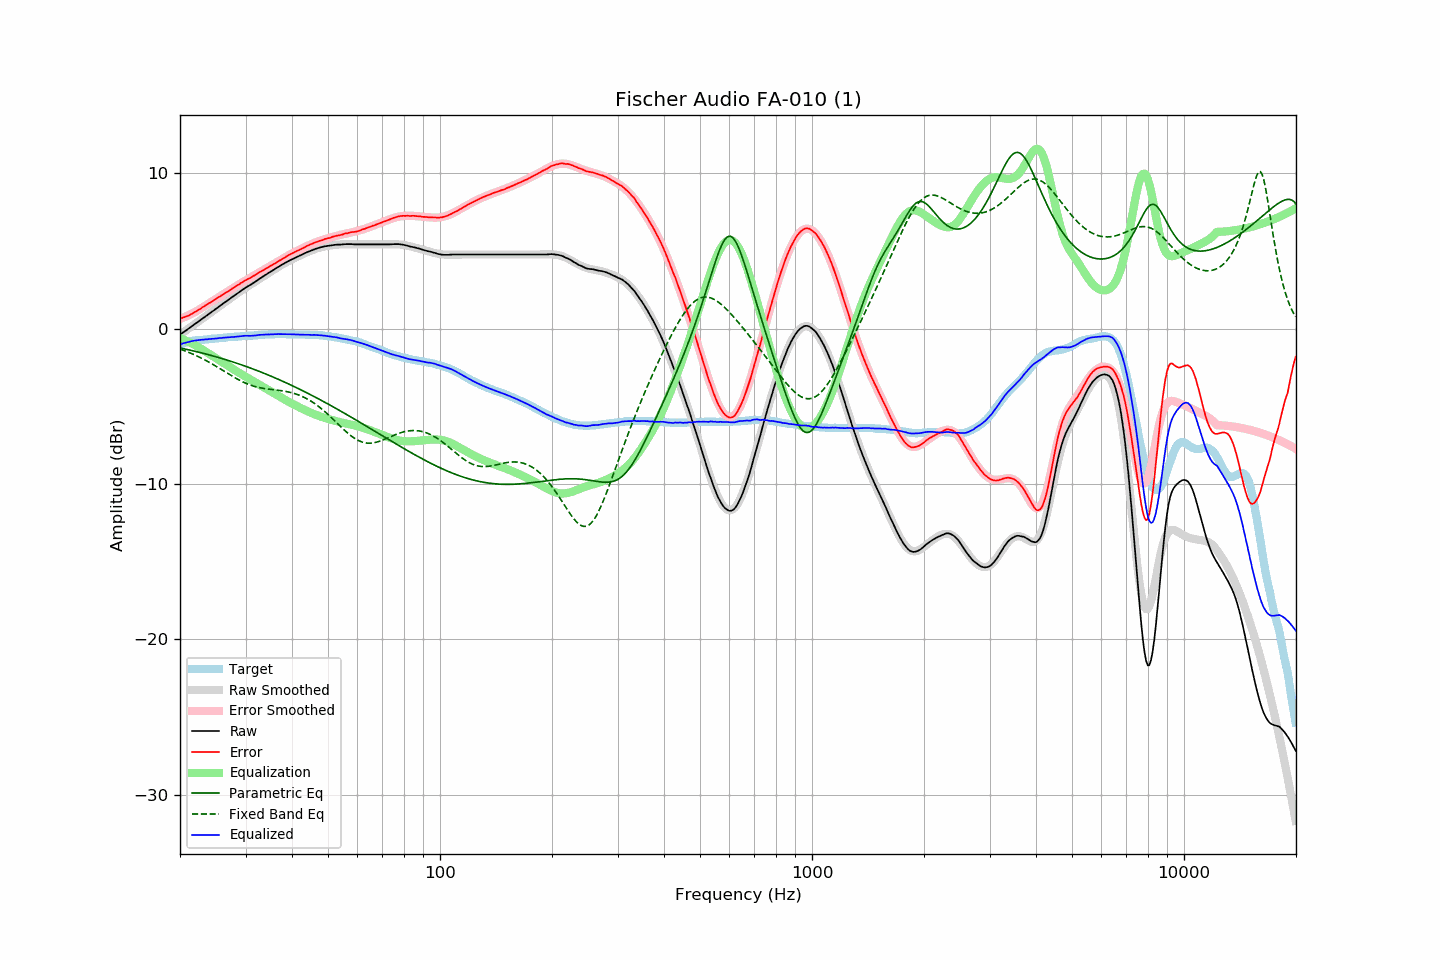 Fischer Audio FA-010 (1)
Amplitude (dBr)
10
0
−10
−20
−30
Target
Raw Smoothed
Error Smoothed
Raw
Error
Equalization
Parametric Eq
Fixed Band Eq
Equalized
100
1000
10000
Frequency (Hz)